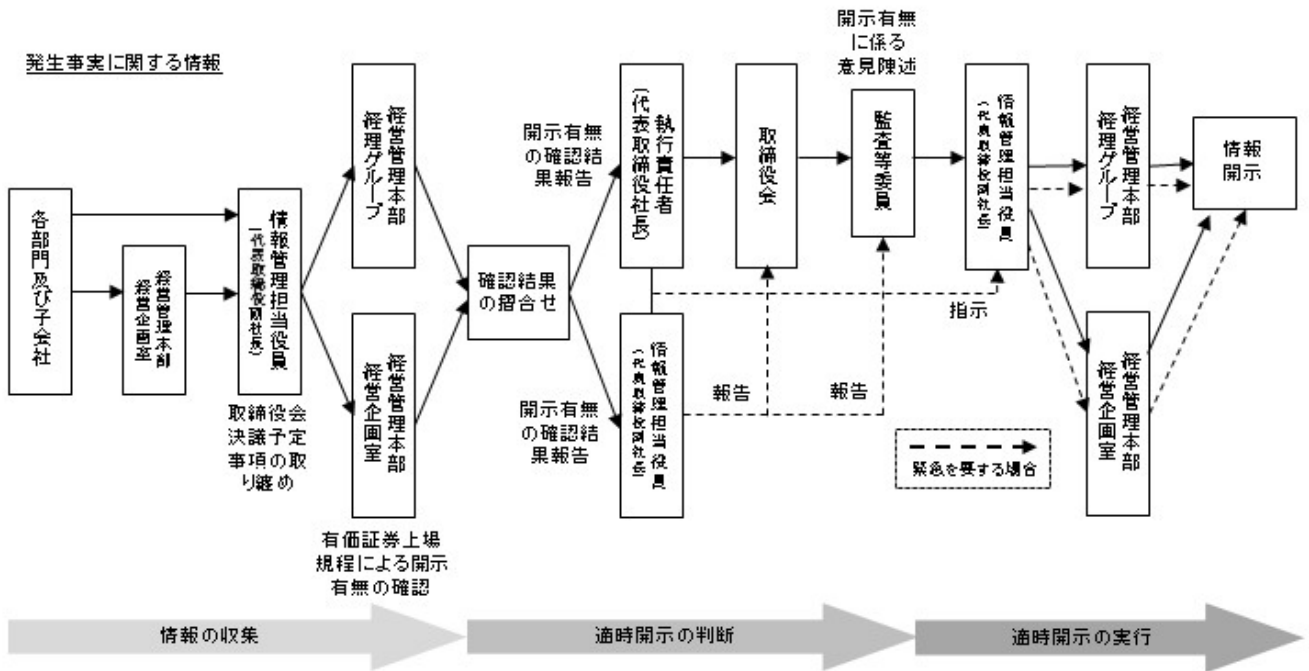 発生事実に関する情報
各部門及び子会社
経営管理本部
経営企画室
情報管理担当役員
(代表取締役副社長)
取締役会
決議予定
事項の取
り纏め
経営管理本部
経理グループ
経営管理本部
経営企画室
有価証券上場
規程による開示
有無の確認
確認結果
の摺合せ
開示有無
の確認結
果報告
執行責任者
(代表取締役社長)
開示有無
の確認結
果報告
情報管理担当役員
(代表取締役副社長)
取締役会
報告
開示有無
に係る
意見陳述
監査等委員
報告
情報管理担当役員
(代表取締役副社長)
指示
経営管理本部
経理グループ
経営管理本部
経営企画室
情報
開示
緊急を要する場合
情報の収集
適時開示の判断
適時開示の実行